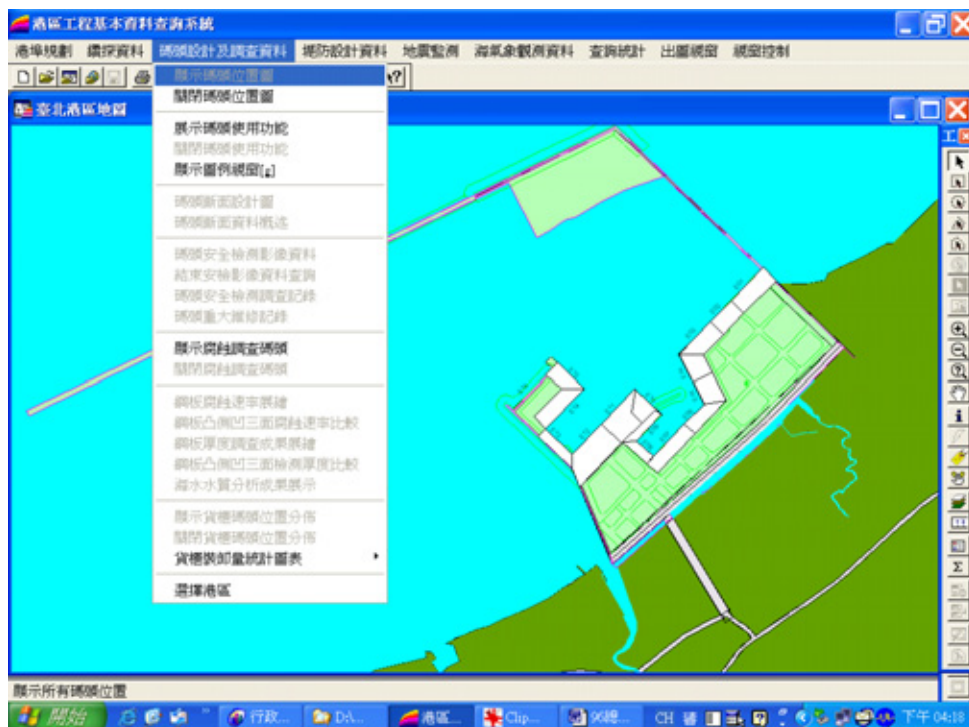 港區工程基本資料查詢系統
港埠規劃 鑽探資料 碼頭設計及調查資料 堤防設計資料 地震監測 海氣象觀測資料 查詢統計 出圖視窗 視窗控制
臺北港區地圖
工
顯示碼頭位置圖
關閉碼頭位置圖
展示碼頭使用功能
關閉碼頭使用功能
顯示圖例視窗[g]
碼頭斷面設計圖
碼頭斷面資料概述
碼頭安全檢測影像資料
結束安檢影像資料查詢
碼頭安全檢測調查記錄
碼頭重大維修記錄
顯示腐蝕調查碼頭
關閉腐蝕調查碼頭
鋼板腐蝕速率展繪
鋼板凸側凹三面腐蝕速率比較
鋼板厚度調查成果展繪
鋼板凸側凹三面檢測厚度比較
海水水質分析成果展示
顯示貨櫃碼頭位置分佈
關閉貨櫃碼頭位置分佈
貨櫃裝卸量統計圖表
選擇港區
顯示所有碼頭位置
開始 行政... D:\... 港區... Clip... 96總... CH 下午 04:18